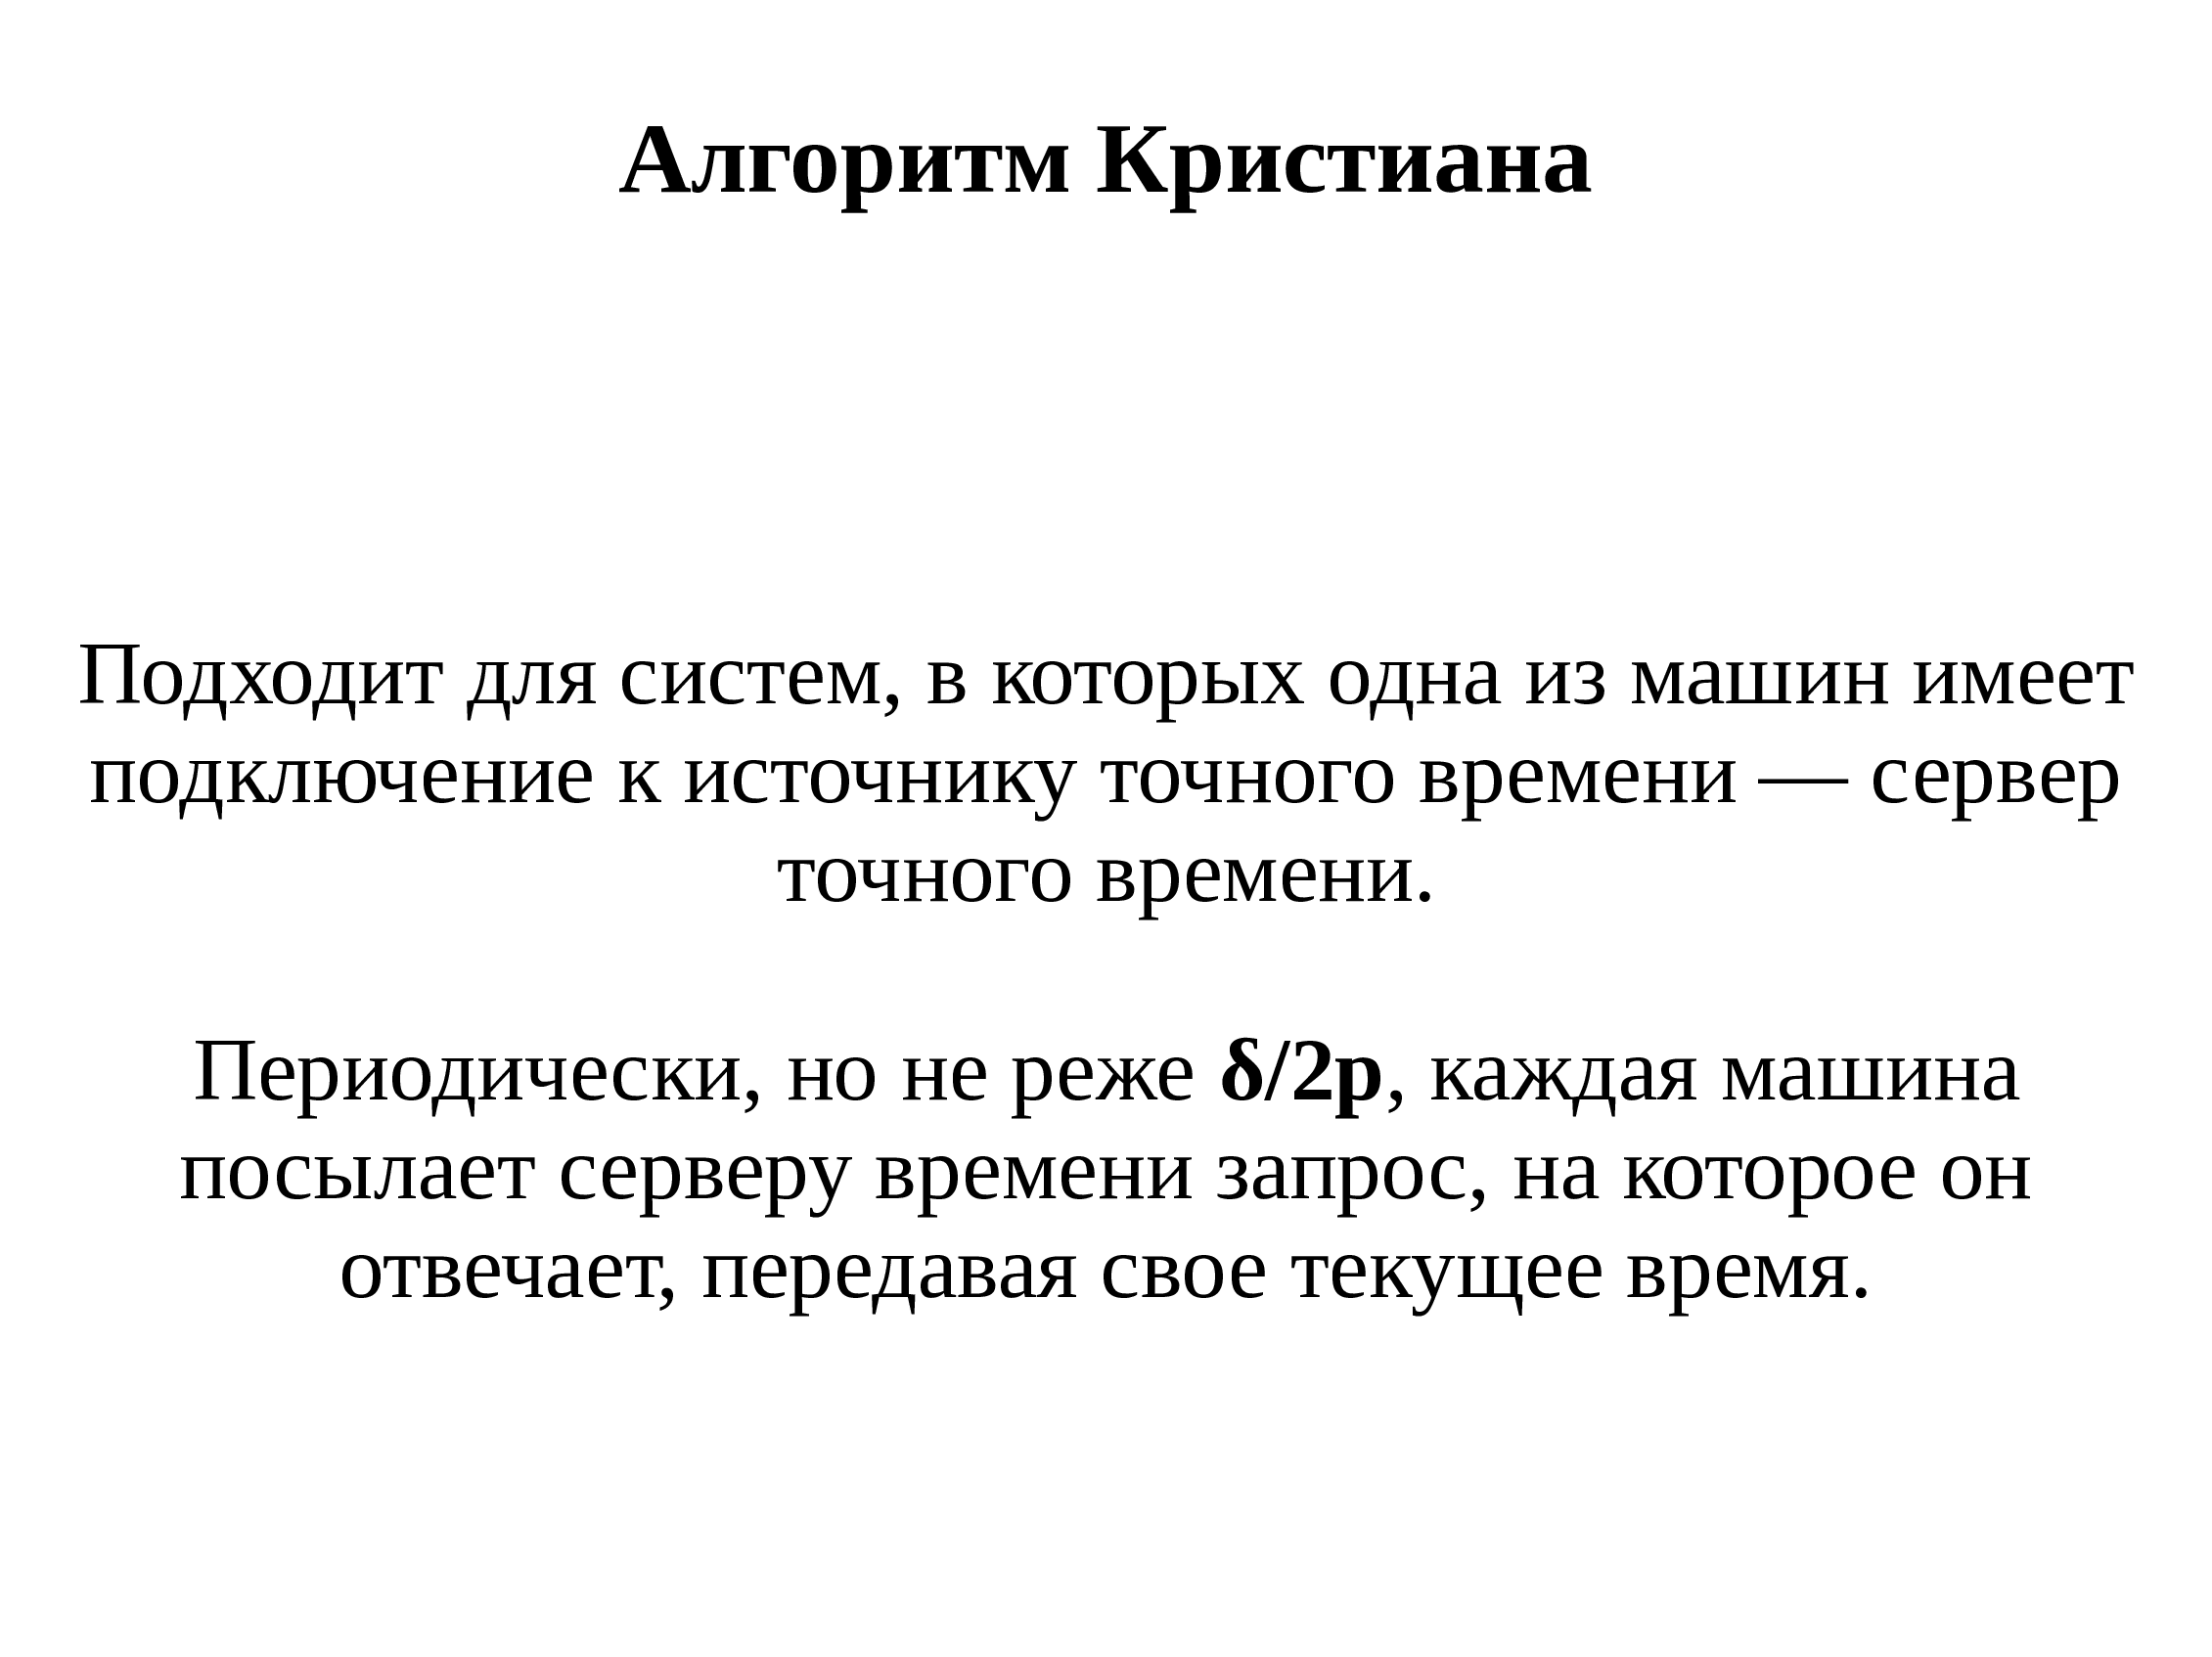 Алгоритм Кристиана
Подходит для систем, в которых одна из машин имеет
подключение к источнику точного времени — сервер
точного времени.
Периодически, но не реже δ/2p, каждая машина
посылает серверу времени запрос, на которое он
отвечает, передавая свое текущее время.